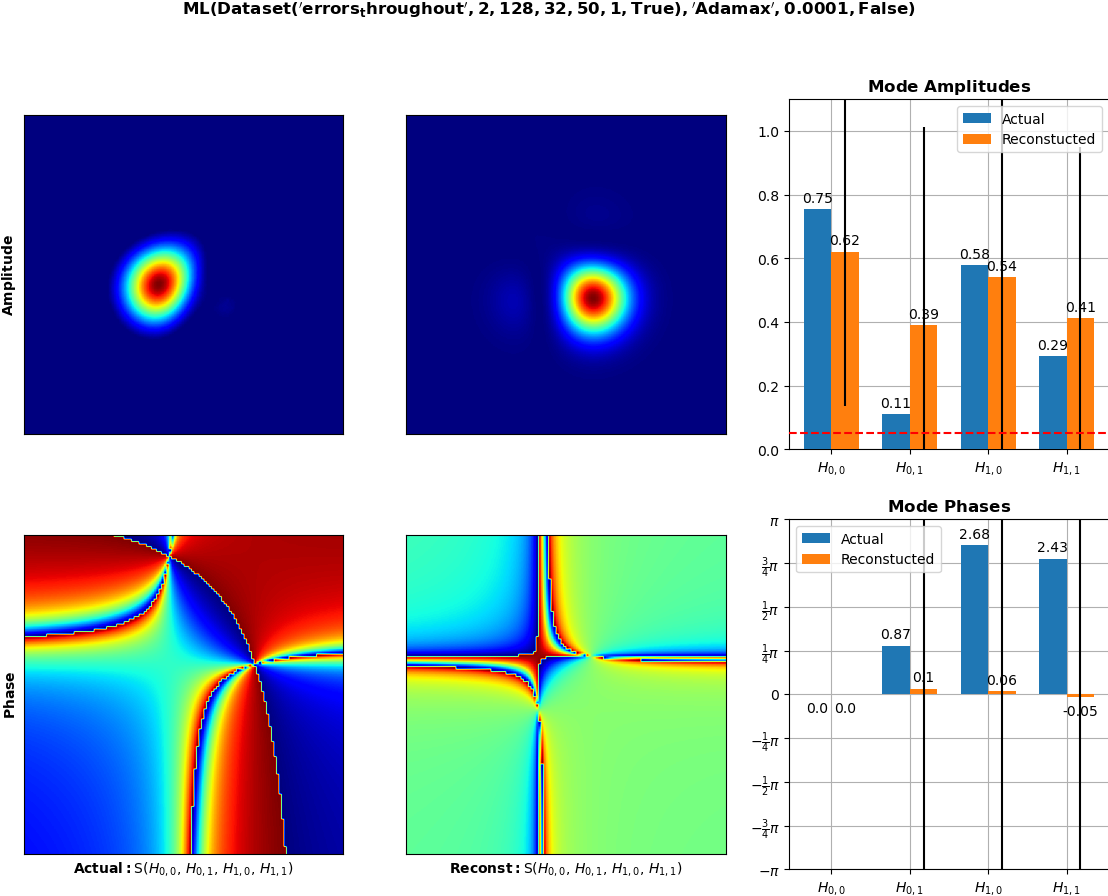 ML(Dataset('errors_throughout', 2, 128, 32, 50, 1, True), 'Adamax', 0.0001, False)
Amplitude
Mode Amplitudes
Actual
Reconstucted
1.0
0.8
0.6
0.4
0.2
0.0
0.75
0.62
0.11
0.39
0.58
0.54
0.29
0.41
H0,0
H0,1
H1,0
H1,1
Phase
Actual: S(H0,0, H0,1, H1,0, H1,1)
Reconst: S(H0,0, H0,1, H1,0, H1,1)
Mode Phases
Actual
Reconstucted
π
3/4π
1/2π
1/4π
0
−1/4π
−1/2π
−3/4π
−π
0.0
0.0
0.87
0.1
2.68
0.06
2.43
-0.05
H0,0
H0,1
H1,0
H1,1